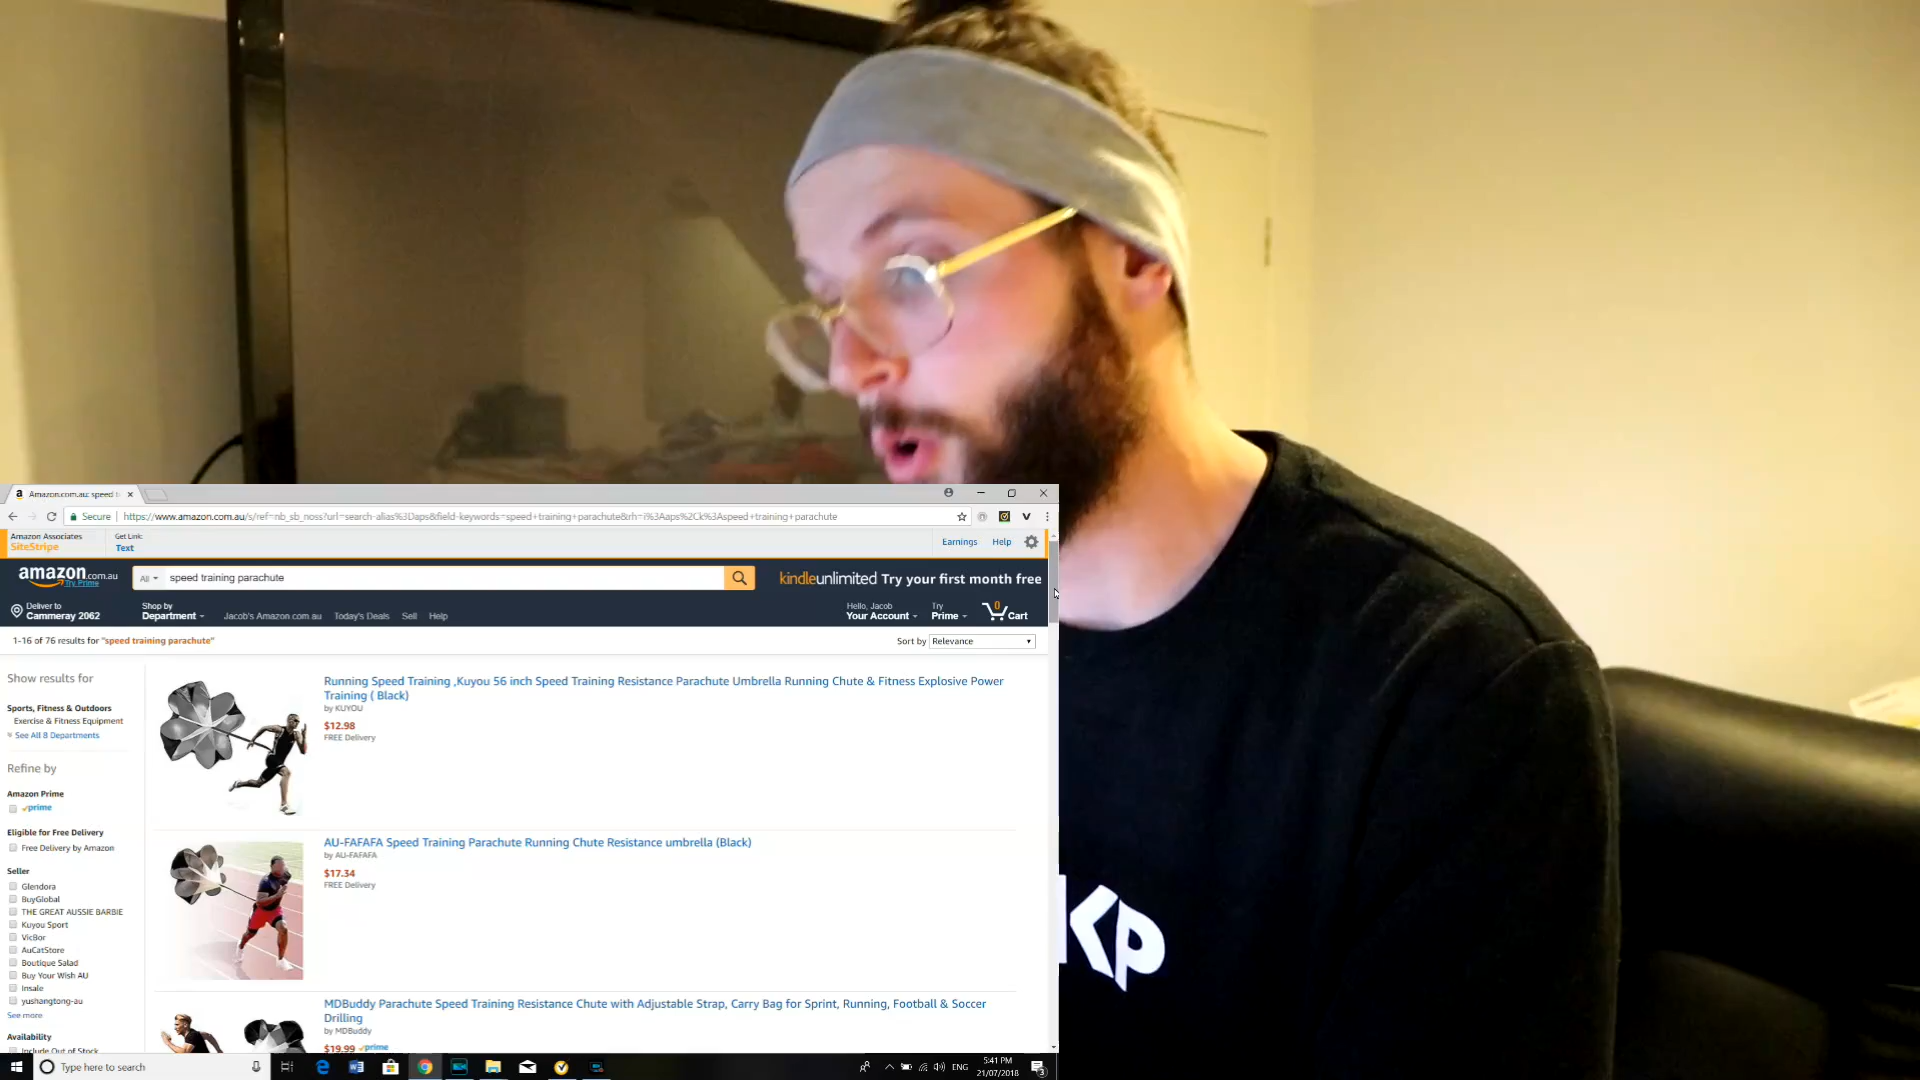 Amazon.com.au: speed t
Secure https://www.amazon.com.au/s/ref=nb_sb_noss?url=search-alias%3Daps&field-keywords=speed+training+parachute&rh=i%3Aaps%2Ck%3Aspeed+training+parachute
Amazon Associates
SiteStripe
Get Link:
Text
Earnings Help
amazon.com.au
Try Prime
All
speed training parachute
kindleunlimited Try your first month free
Deliver to
Cammeray 2062
Shop by
Department
Jacob's Amazon.com.au Today's Deals Sell Help
Hello, Jacob
Your Account
Try
Prime
0
Cart
1-16 of 76 results for "speed training parachute"
Sort by Relevance
Show results for
Sports, Fitness & Outdoors
Exercise & Fitness Equipment
See All 8 Departments
Refine by
Amazon Prime
prime
Eligible for Free Delivery
Free Delivery by Amazon
Seller
Glendora
BuyGlobal
THE GREAT AUSSIE BARBIE
Kuyou Sport
VicBor
AuCatStore
Boutique Salad
Buy Your Wish AU
Insale
yushangtong-au
See more
Availability
Include Out of Stock
Running Speed Training ,Kuyou 56 inch Speed Training Resistance Parachute Umbrella Running Chute & Fitness Explosive Power
Training ( Black)
by KUYOU
$12.98
FREE Delivery
AU-FAFAFA Speed Training Parachute Running Chute Resistance umbrella (Black)
by AU-FAFAFA
$17.34
FREE Delivery
MDBuddy Parachute Speed Training Resistance Chute with Adjustable Strap, Carry Bag for Sprint, Running, Football & Soccer
Drilling
by MDBuddy
$19.99 prime
Type here to search
ENG
5:41 PM
21/07/2018
3
KP